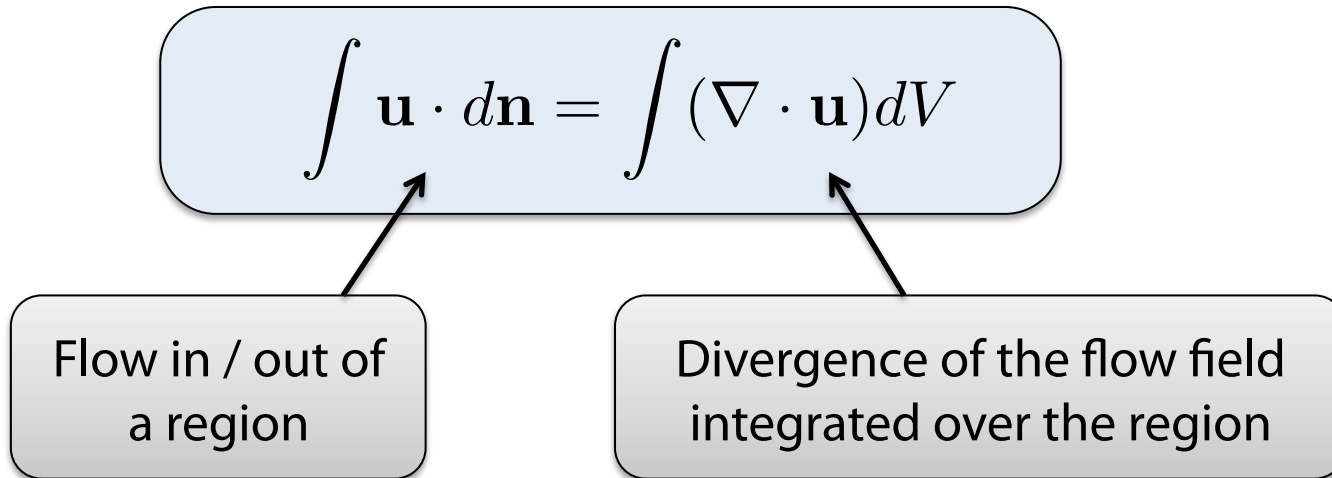 ∫ 𝐮 · d𝐧 = ∫ (∇ · 𝐮)dV
Flow in / out of
a region
Divergence of the flow field
integrated over the region